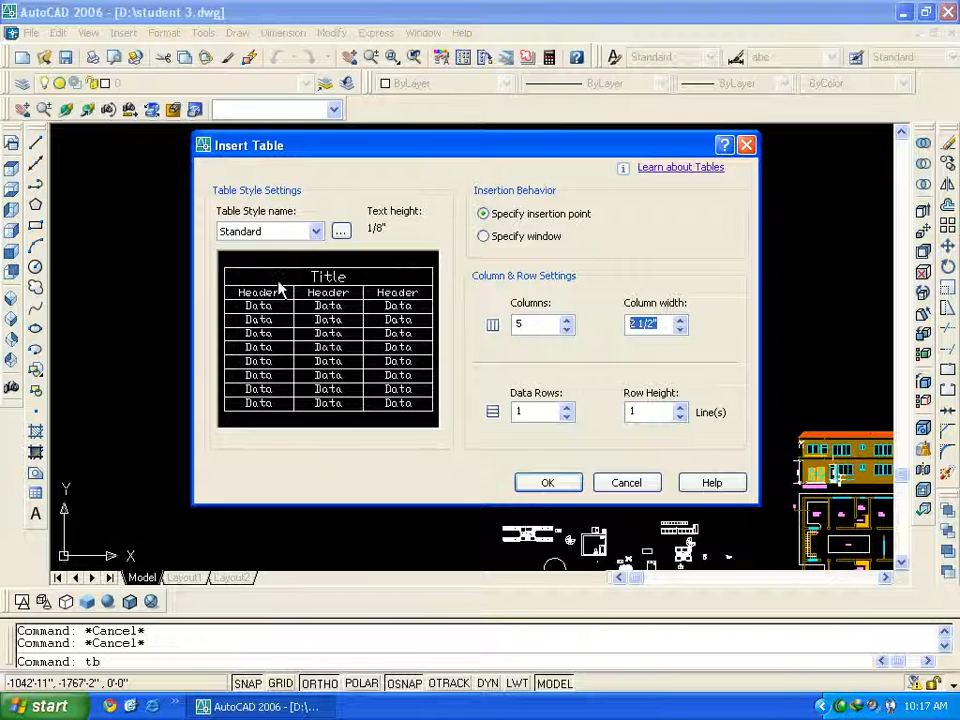 AutoCAD 2006 - [D:\student 3.dwg]
File Edit View Insert Format Tools Draw Dimension Modify Express Window Help
Standard abc Standard
0 ByLayer ByLayer ByLayer ByColor
Insert Table
Learn about Tables
Table Style Settings
Table Style name:
Text height:
Standard
...
1/8"
Title
Header Header Header
Data Data Data
Data Data Data
Data Data Data
Data Data Data
Data Data Data
Data Data Data
Data Data Data
Data Data Data
Insertion Behavior
Specify insertion point
Specify window
Column & Row Settings
Columns:
Column width:
5
2 1/2"
Data Rows:
Row Height:
1
1
Line(s)
OK
Cancel
Help
Y
X
Model Layout1 Layout2
Command: *Cancel*
Command: *Cancel*
Command: tb
-1042'-11", -1767'-2" , 0'-0"
SNAP GRID ORTHO POLAR OSNAP OTRACK DYN LWT MODEL
start
AutoCAD 2006 - [D:\...
10:17 AM